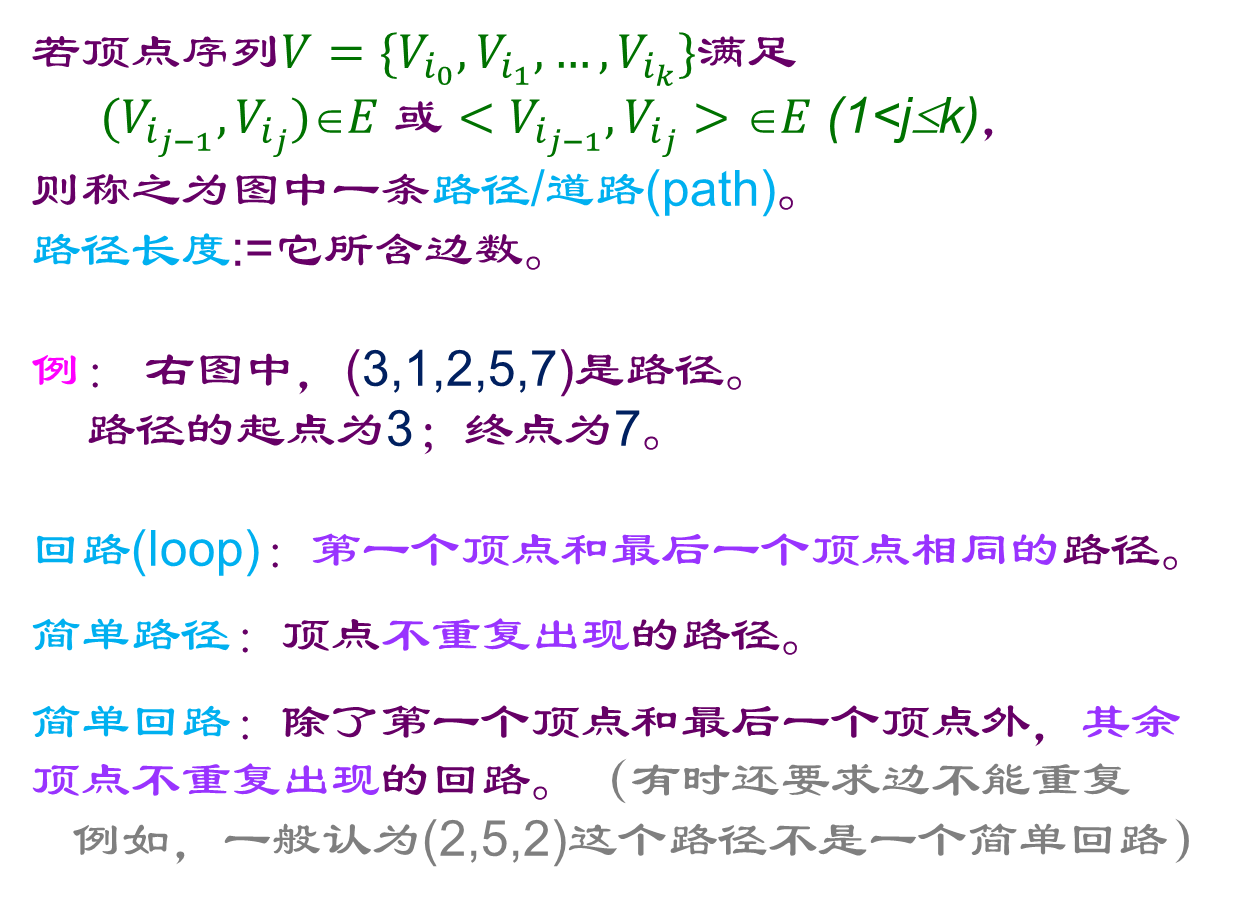 若顶点序列V = {V_{i_0}, V_{i_1}, … , V_{i_k}}满足
(V_{i_{j−1}}, V_{i_j})∈E 或 < V_{i_{j−1}}, V_{i_j} > ∈E (1<j≤k)，
则称之为图中一条路径/道路(path)。
路径长度:=它所含边数。
例： 右图中，(3,1,2,5,7)是路径。
路径的起点为3；终点为7。
回路(loop)：第一个顶点和最后一个顶点相同的路径。
简单路径：顶点不重复出现的路径。
简单回路：除了第一个顶点和最后一个顶点外，其余
顶点不重复出现的回路。（有时还要求边不能重复
例如，一般认为(2,5,2)这个路径不是一个简单回路）